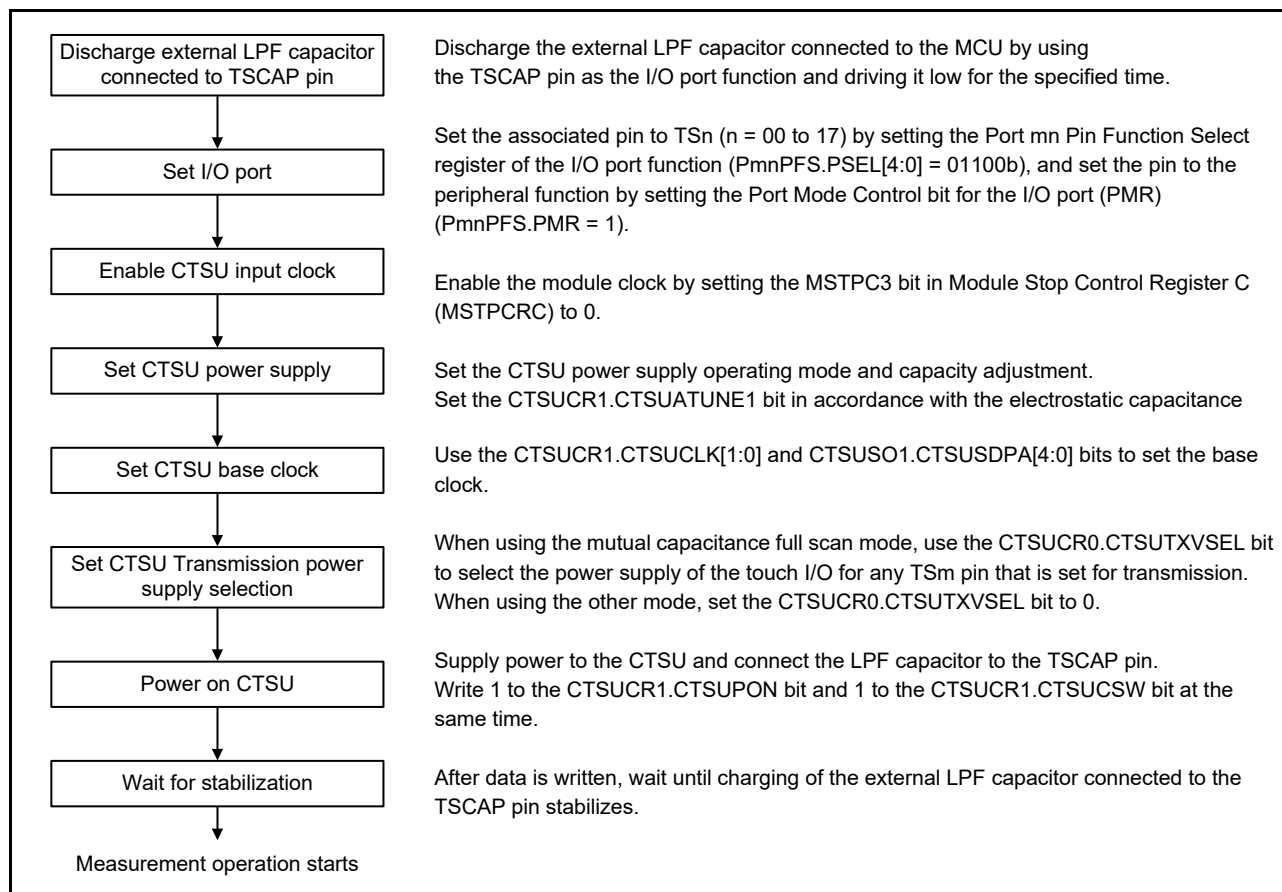 Discharge external LPF capacitor
connected to TSCAP pin
Discharge the external LPF capacitor connected to the MCU by using
the TSCAP pin as the I/O port function and driving it low for the specified time.
Set I/O port
Set the associated pin to TSn (n = 00 to 17) by setting the Port mn Pin Function Select
register of the I/O port function (PmnPFS.PSEL[4:0] = 01100b), and set the pin to the
peripheral function by setting the Port Mode Control bit for the I/O port (PMR)
(PmnPFS.PMR = 1).
Enable CTSU input clock
Enable the module clock by setting the MSTPC3 bit in Module Stop Control Register C
(MSTPCRC) to 0.
Set CTSU power supply
Set the CTSU power supply operating mode and capacity adjustment.
Set the CTSUCR1.CTSUATUNE1 bit in accordance with the electrostatic capacitance
Set CTSU base clock
Use the CTSUCR1.CTSUCLK[1:0] and CTSUSO1.CTSUSDPA[4:0] bits to set the base
clock.
Set CTSU Transmission power
supply selection
When using the mutual capacitance full scan mode, use the CTSUCR0.CTSUTXVSEL bit
to select the power supply of the touch I/O for any TSm pin that is set for transmission.
When using the other mode, set the CTSUCR0.CTSUTXVSEL bit to 0.
Power on CTSU
Supply power to the CTSU and connect the LPF capacitor to the TSCAP pin.
Write 1 to the CTSUCR1.CTSUPON bit and 1 to the CTSUCR1.CTSUCSW bit at the
same time.
Wait for stabilization
After data is written, wait until charging of the external LPF capacitor connected to the
TSCAP pin stabilizes.
Measurement operation starts